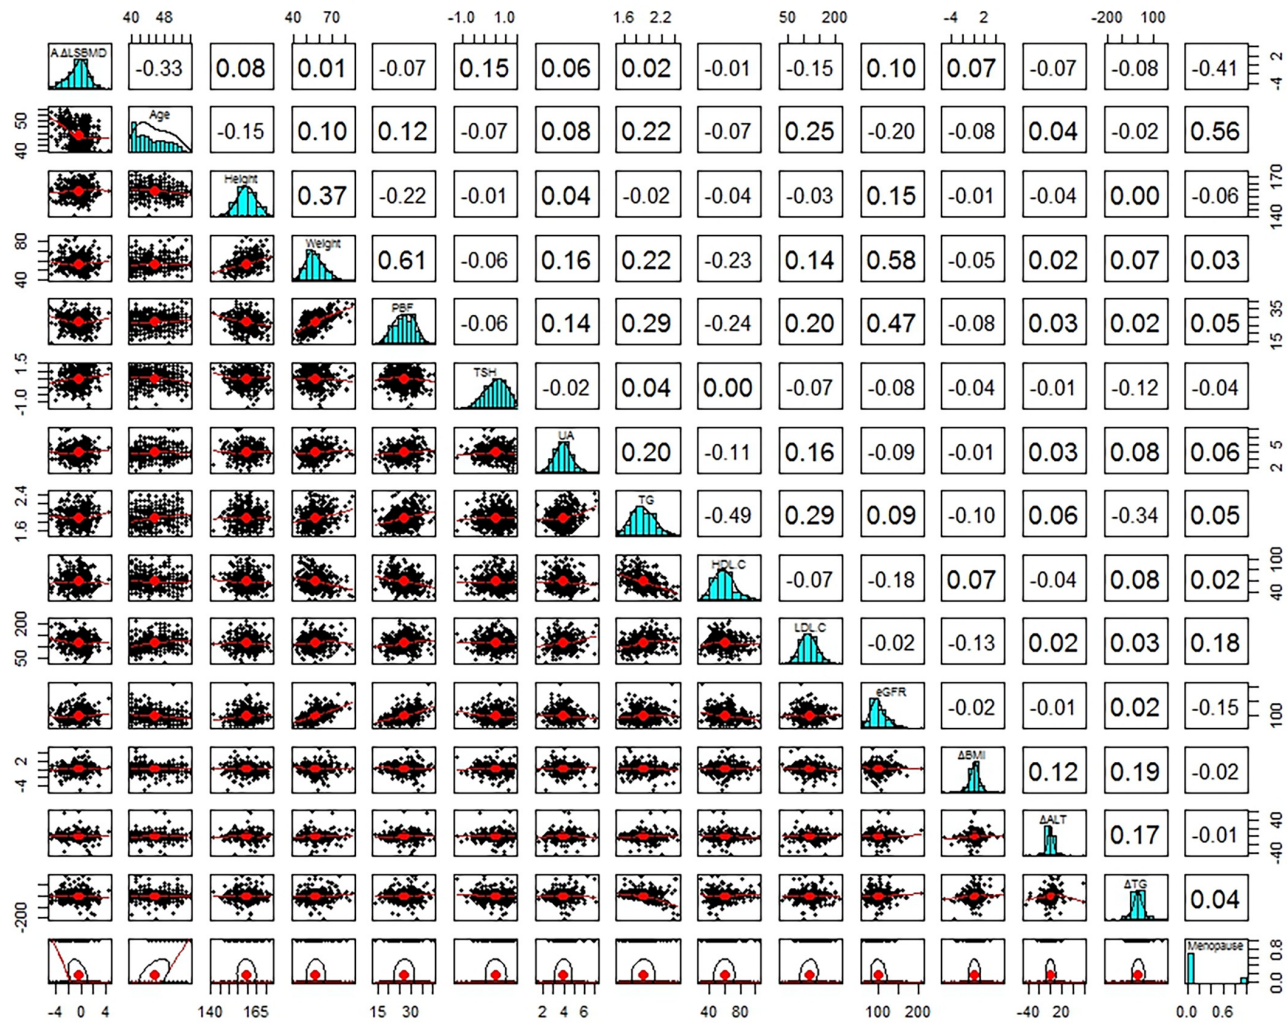 40 48 40 70 -1.0 1.0 1.6 2.2 50 200 -4 2 -200 100
A ΔLSBMD -0.33 0.08 0.01 -0.07 0.15 0.06 0.02 -0.01 -0.15 0.10 0.07 -0.07 -0.08 -0.41 -4 2
40 50 Age -0.15 0.10 0.12 -0.07 0.08 0.22 -0.07 0.25 -0.20 -0.08 0.04 -0.02 0.56
Height 0.37 -0.22 -0.01 0.04 -0.02 -0.04 -0.03 0.15 -0.01 -0.04 0.00 -0.06 140 170
40 80 Weight 0.61 -0.06 0.16 0.22 -0.23 0.14 0.58 -0.05 0.02 0.07 0.03
PBF -0.06 0.14 0.29 -0.24 0.20 0.47 -0.08 0.03 0.02 0.05 15 35
-1.0 1.5 TSH -0.02 0.04 0.00 -0.07 -0.08 -0.04 -0.01 -0.12 -0.04
UA 0.20 -0.11 0.16 -0.09 -0.01 0.03 0.08 0.06 2 5
1.6 2.4 TG -0.49 0.29 0.09 -0.10 0.06 -0.34 0.05
HDL.C -0.07 -0.18 0.07 -0.04 0.08 0.02 40 100
50 200 LDL.C -0.02 -0.13 0.02 0.03 0.18
eGFR -0.02 -0.01 0.02 -0.15 100
-4 2 ΔBMI 0.12 0.19 -0.02
ΔALT 0.17 -0.01 -40 40
-200 ΔTG 0.04
Menopause 0.0 0.8
-4 0 4 140 165 15 30 2 4 6 40 80 100 200 -40 20 0.0 0.6